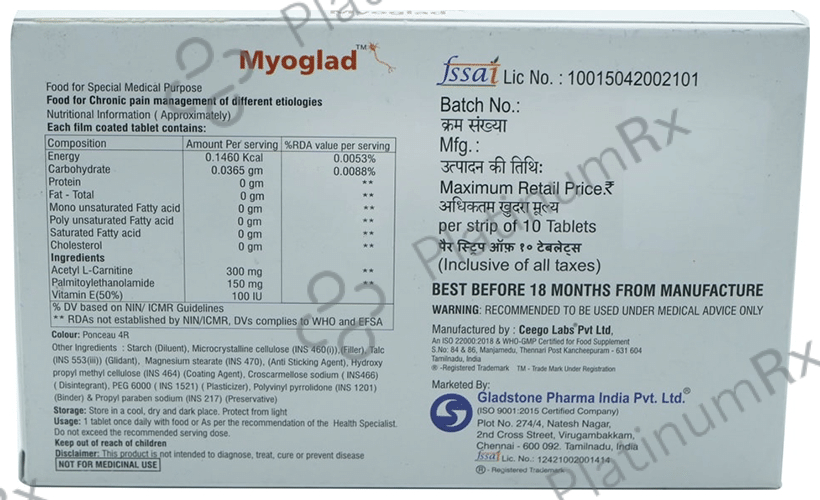 Myoglad
Myoglad™
Food for Special Medical Purpose
Food for Chronic pain management of different etiologies
Nutritional Information ( Approximately)
Each film coated tablet contains:
Composition Amount Per serving %RDA value per serving
Energy 0.1460 Kcal 0.0053%
Carbohydrate 0.0365 gm 0.0088%
Protein 0 gm **
Fat - Total 0 gm **
Mono unsaturated Fatty acid 0 gm **
Poly unsaturated Fatty acid 0 gm **
Saturated Fatty acid 0 gm **
Cholesterol 0 gm **
Ingredients
Acetyl L-Carnitine 300 mg **
Palmitoylethanolamide 150 mg **
Vitamin E(50%) 100 IU
% DV based on NIN/ ICMR Guidelines
** RDAs not established by NIN/ICMR, DVs complies to WHO and EFSA
Colour: Ponceau 4R
Other Ingredients : Starch (Diluent), Microcrystalline cellulose (INS 460(i)),(Filler), Talc
(INS 553(iii)) (Glidant), Magnesium stearate (INS 470), (Anti Sticking Agent), Hydroxy
propyl methyl cellulose (INS 464) (Coating Agent), Croscarmellose sodium ( INS466)
( Disintegrant), PEG 6000 ( INS 1521) ( Plasticizer), Polyvinyl pyrrolidone (INS 1201)
(Binder) & Propyl paraben sodium (INS 217) (Preservative)
Storage: Store in a cool, dry and dark place. Protect from light
Usage: 1 tablet once daily with food or As per the recommendation of the Health Specialist.
Do not exceed the recommended serving dose.
Keep out of reach of children
Disclaimer: This product is not intended to diagnose, treat, cure or prevent disease
NOT FOR MEDICINAL USE
fssai Lic No. : 10015042002101
Batch No.:
क्रम संख्या
Mfg. :
उत्पादन की तिथि:
Maximum Retail Price.₹
अधिकतम खुदरा मूल्य
per strip of 10 Tablets
पैर स्ट्रिप ऑफ़ १० टेबलेट्स
(Inclusive of all taxes)
BEST BEFORE 18 MONTHS FROM MANUFACTURE
WARNING: RECOMMENDED TO BE USED UNDER MEDICAL ADVICE ONLY
Manufactured by : Ceego Labs Pvt Ltd,
An ISO 22000:2018 & WHO-GMP Certified for Food Supplement
S.No: 84 & 86, Manjamedu, Thennari Post Kancheepuram - 631 604
Tamilnadu, India
® -Registered Trademark TM - Trade Mark Under Registration
Marketed By:
Gladstone Pharma India Pvt. Ltd.®
(ISO 9001:2015 Certified Company)
Plot No. 274/4, Natesh Nagar,
2nd Cross Street, Virugambakkam,
Chennai - 600 092. Tamilnadu, India
fssai Lic. No.: 12421002001414
® - Registered Trademark
PlatinumRx
PlatinumRx
PlatinumRx